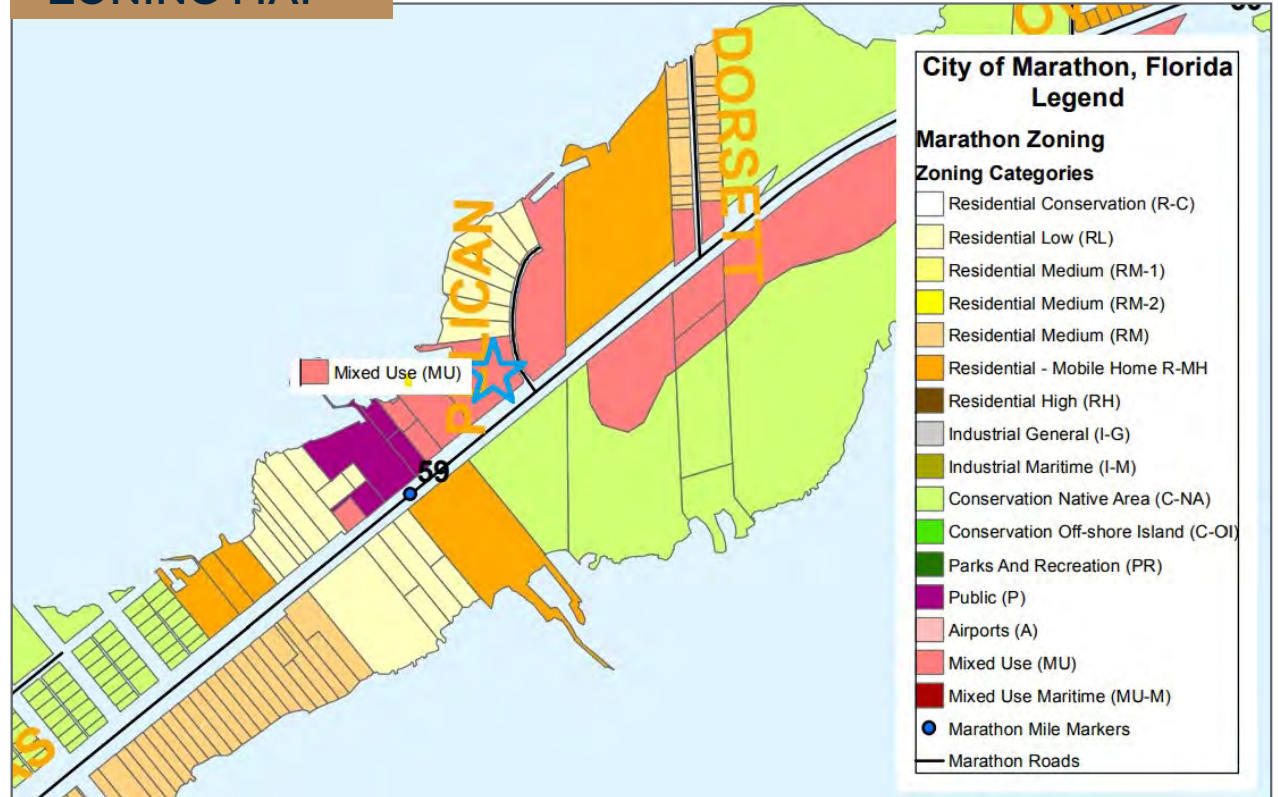 ZONING MAP
DORSETT
PELICAN
Mixed Use (MU)
59
City of Marathon, Florida
Legend
Marathon Zoning
Zoning Categories
Residential Conservation (R-C)
Residential Low (RL)
Residential Medium (RM-1)
Residential Medium (RM-2)
Residential Medium (RM)
Residential - Mobile Home R-MH
Residential High (RH)
Industrial General (I-G)
Industrial Maritime (I-M)
Conservation Native Area (C-NA)
Conservation Off-shore Island (C-OI)
Parks And Recreation (PR)
Public (P)
Airports (A)
Mixed Use (MU)
Mixed Use Maritime (MU-M)
Marathon Mile Markers
Marathon Roads